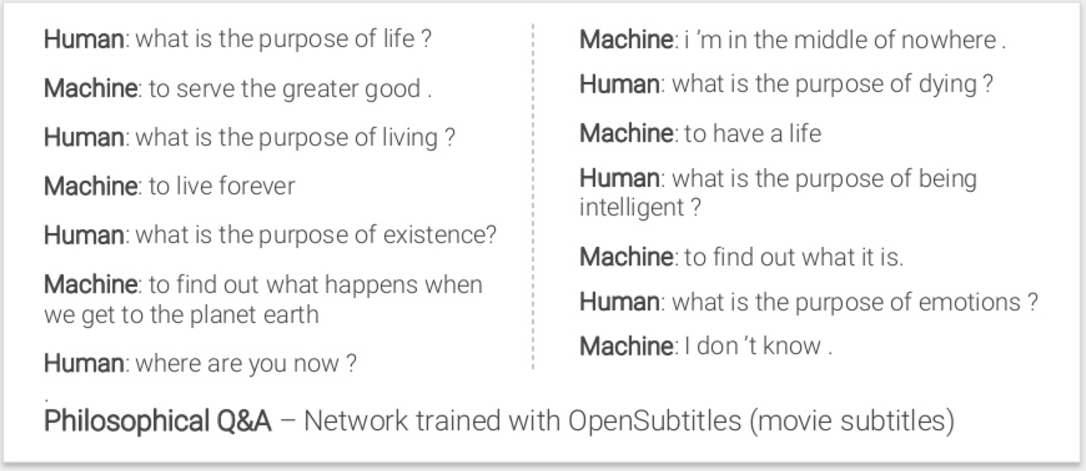 Human: what is the purpose of life ?
Machine: to serve the greater good .
Human: what is the purpose of living ?
Machine: to live forever
Human: what is the purpose of existence?
Machine: to find out what happens when
we get to the planet earth
Human: where are you now ?
Machine: i ’m in the middle of nowhere .
Human: what is the purpose of dying ?
Machine: to have a life
Human: what is the purpose of being
intelligent ?
Machine: to find out what it is.
Human: what is the purpose of emotions ?
Machine: I don ’t know .
.
Philosophical Q&A – Network trained with OpenSubtitles (movie subtitles)